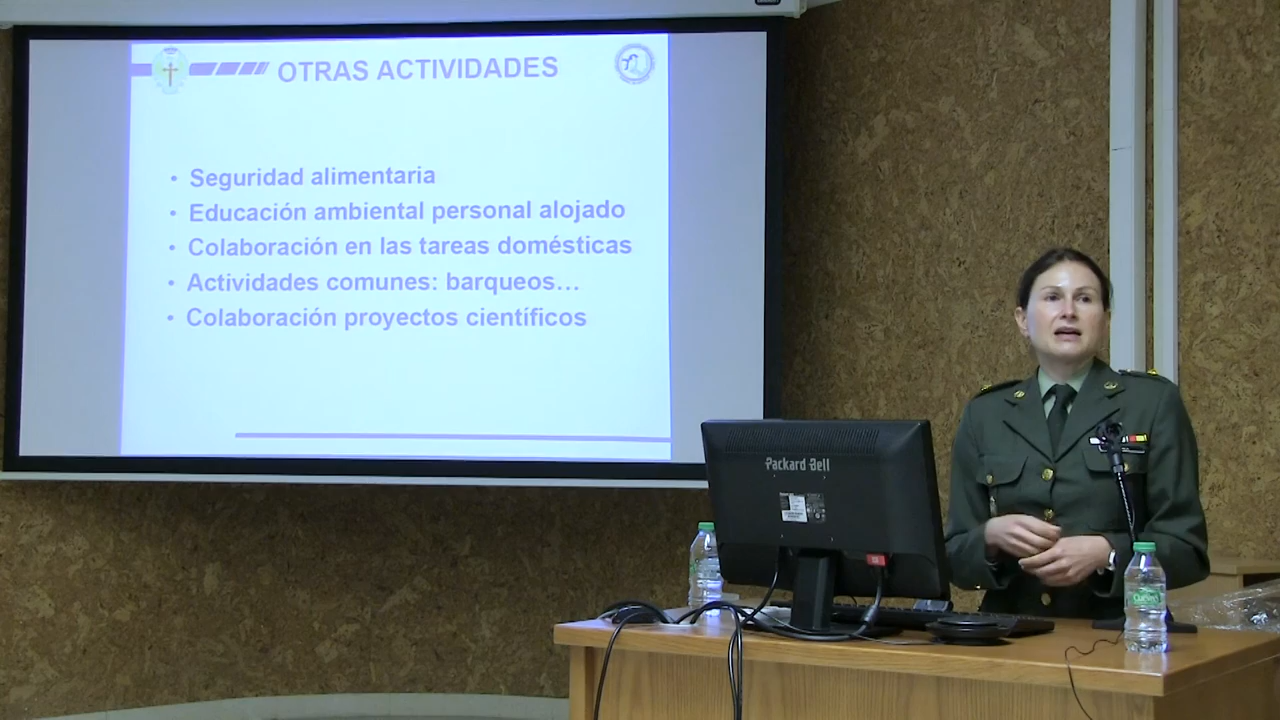 OTRAS ACTIVIDADES
• Seguridad alimentaria
• Educación ambiental personal alojado
• Colaboración en las tareas domésticas
• Actividades comunes: barqueos...
• Colaboración proyectos científicos
Packard Bell